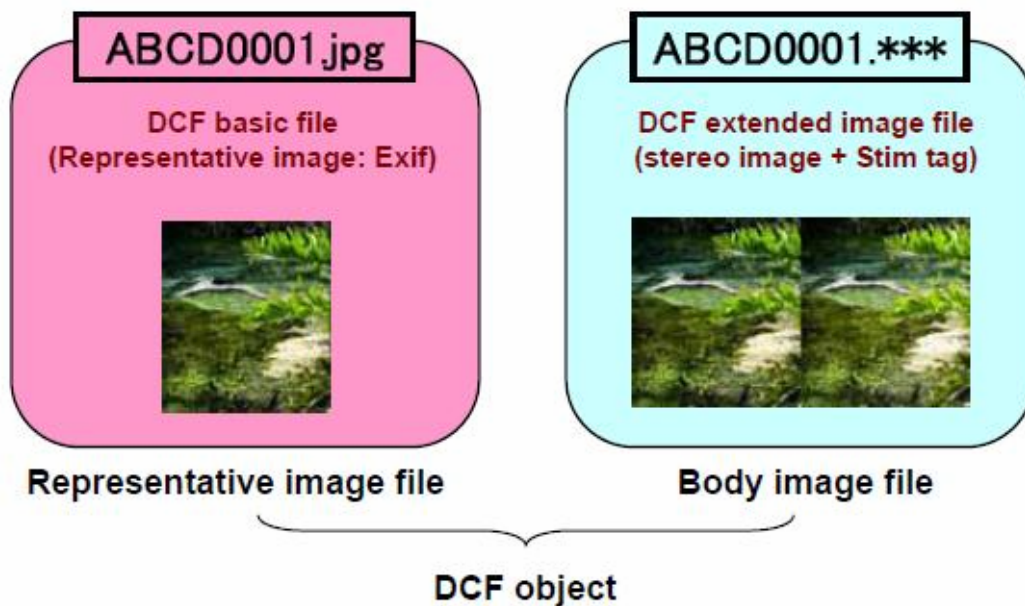 ABCD0001.jpg
DCF basic file
(Representative image: Exif)
Representative image file
ABCD0001.***
DCF extended image file
(stereo image + Stim tag)
Body image file
DCF object